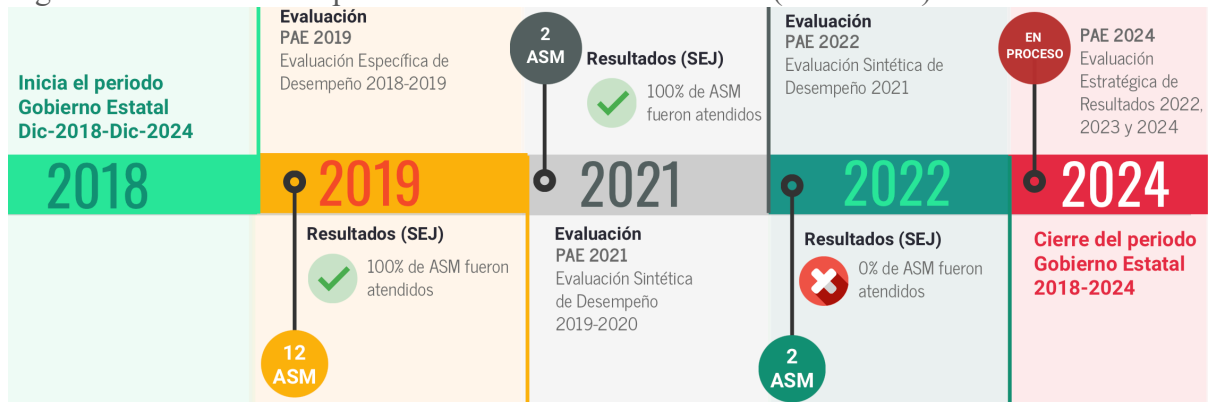 Inicia el periodo
Gobierno Estatal
Dic-2018-Dic-2024
2018
Evaluación
PAE 2019
Evaluación Específica de
Desempeño 2018-2019
2019
Resultados (SEJ)
100% de ASM fueron
atendidos
12
ASM
2
ASM
Resultados (SEJ)
100% de ASM
fueron atendidos
2021
Evaluación
PAE 2021
Evaluación Sintética
de Desempeño
2019-2020
Evaluación
PAE 2022
Evaluación Sintética de
Desempeño 2021
2022
Resultados (SEJ)
0% de ASM fueron
atendidos
2
ASM
EN
PROCESO
PAE 2024
Evaluación
Estratégica de
Resultados 2022,
2023 y 2024
2024
Cierre del periodo
Gobierno Estatal
2018-2024